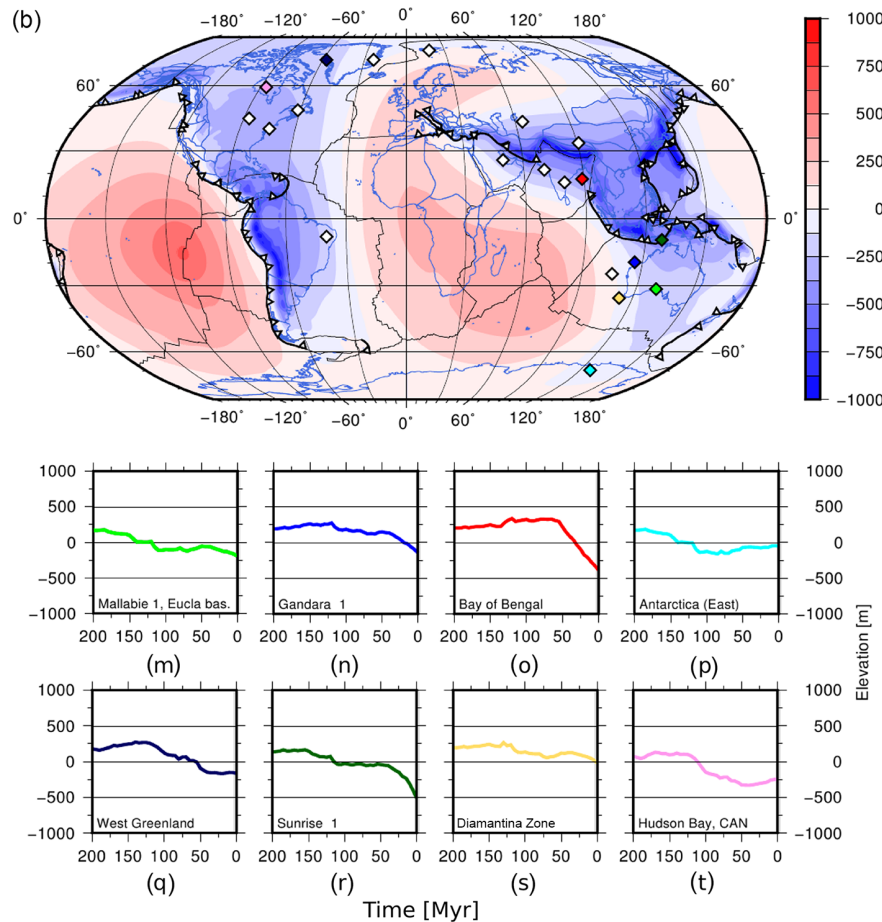 (b)
−180˚ −120˚ −60˚ 0˚ 60˚ 120˚ 180˚
1000
750
500
250
0
−250
−500
−750
−1000
60˚ 60˚
0˚ 0˚
−60˚ −60˚
−180˚ −120˚ −60˚ 0˚ 60˚ 120˚ 180˚
1000 500 0 −500 −1000
Mallabie 1, Eucla bas.
Gandara 1
Bay of Bengal
Antarctica (East)
1000 500 0 −500 −1000
200 150 100 50 0 200 150 100 50 0 200 150 100 50 0 200 150 100 50 0
(m) (n) (o) (p)
Elevation [m]
1000 500 0 −500 −1000
West Greenland
Sunrise 1
Diamantina Zone
Hudson Bay, CAN
1000 500 0 −500 −1000
200 150 100 50 0 200 150 100 50 0 200 150 100 50 0 200 150 100 50 0
(q) (r) (s) (t)
Time [Myr]